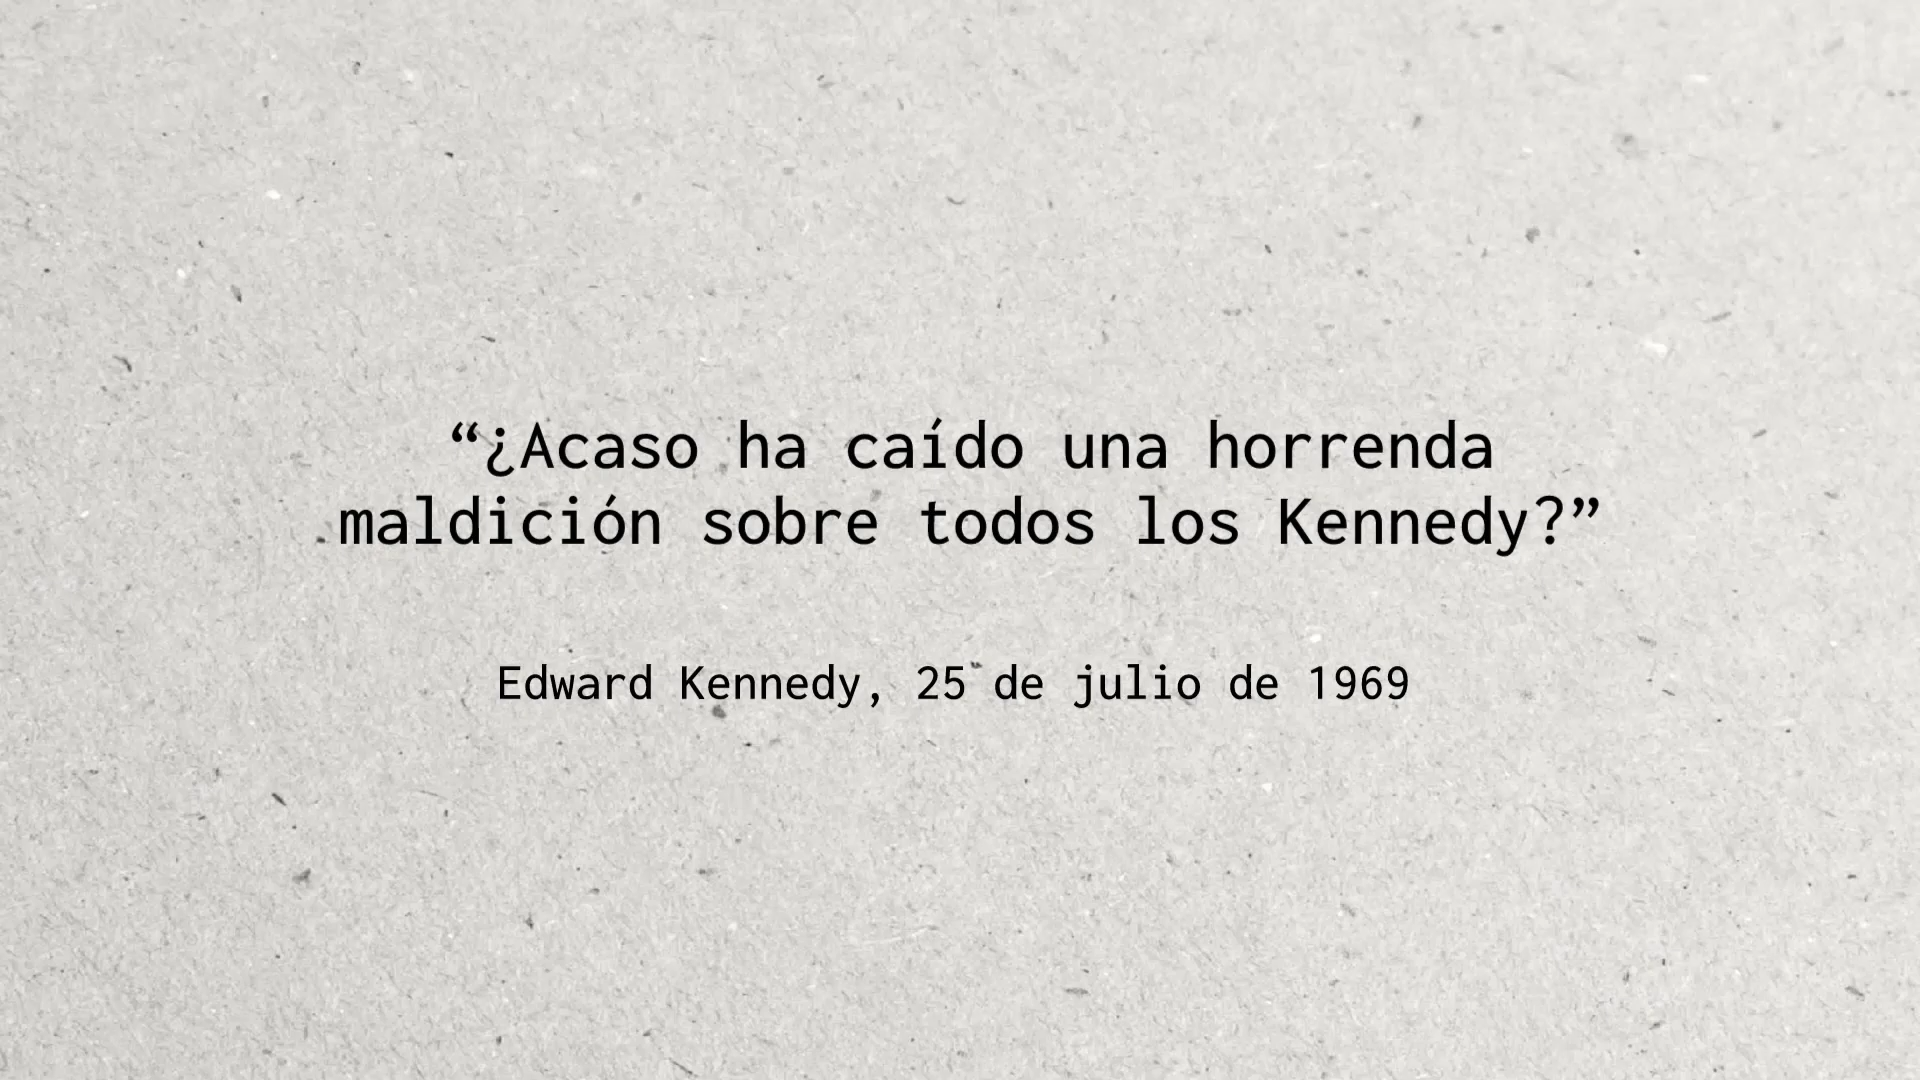 “¿Acaso ha caído una horrenda
maldición sobre todos los Kennedy?”
Edward Kennedy, 25 de julio de 1969